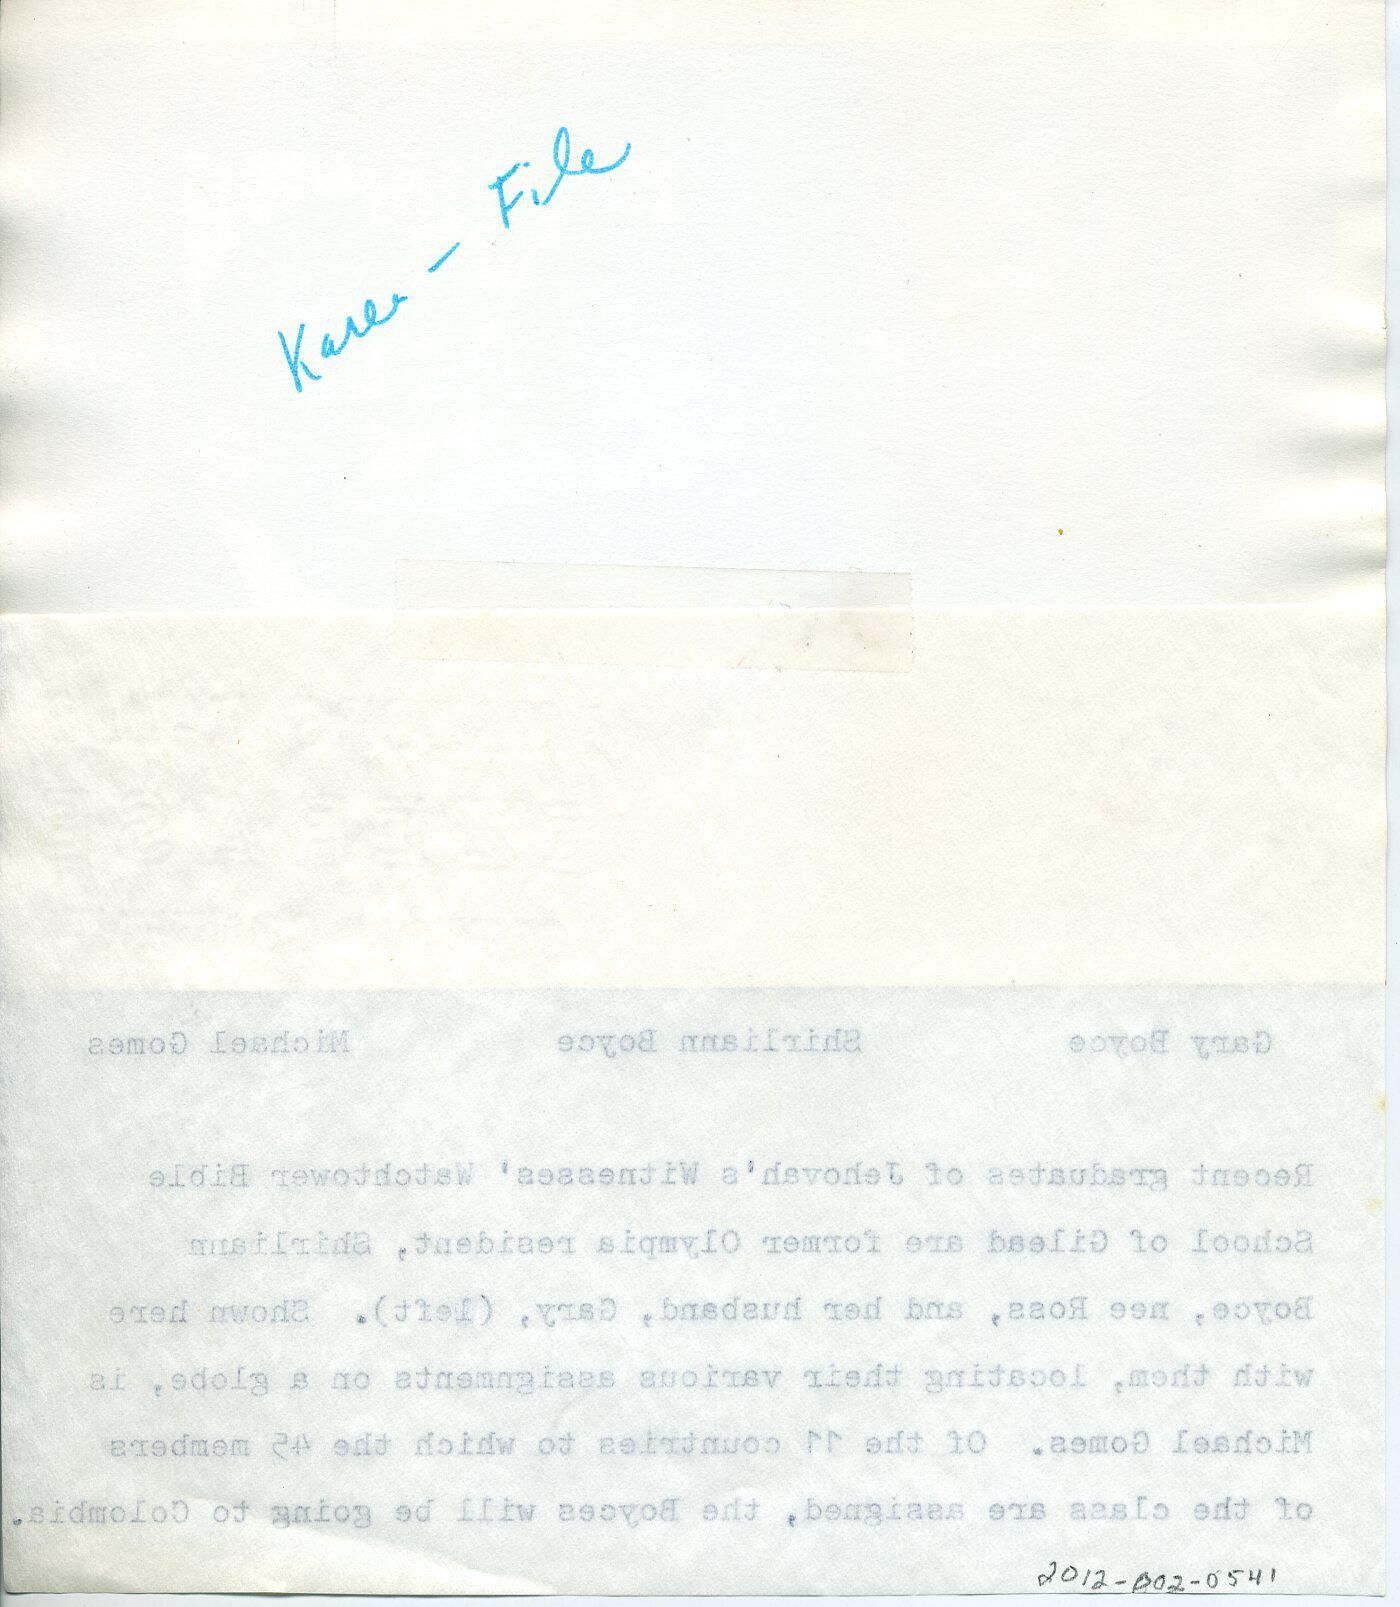 Karen - File
Gary Boyce Shirliann Boyce Michael Gomes
Recent graduates of Jehovah's Witnesses' Watchtower Bible
School of Gilead are former Olympia resident, Shirliann
Boyce, nee Ross, and her husband, Gary, (left). Shown here
with them, locating their various assignments on a globe, is
Michael Gomes. Of the 11 countries to which the 45 members
of the class are assigned, the Boyces will be going to Colombia.
2012-B02-0541